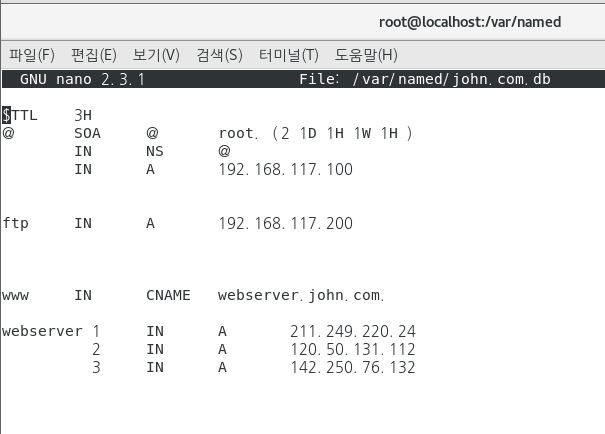 root@localhost:/var/named
파일(F) 편집(E) 보기(V) 검색(S) 터미널(T) 도움말(H)
GNU nano 2.3.1 File: /var/named/john.com.db
$TTL 3H
@ SOA @ root. (2 1D 1H 1W 1H )
IN NS @
IN A 192.168.117.100
ftp IN A 192.168.117.200
www IN CNAME webserver.john.com.
webserver 1 IN A 211.249.220.24
2 IN A 120.50.131.112
3 IN A 142.250.76.132